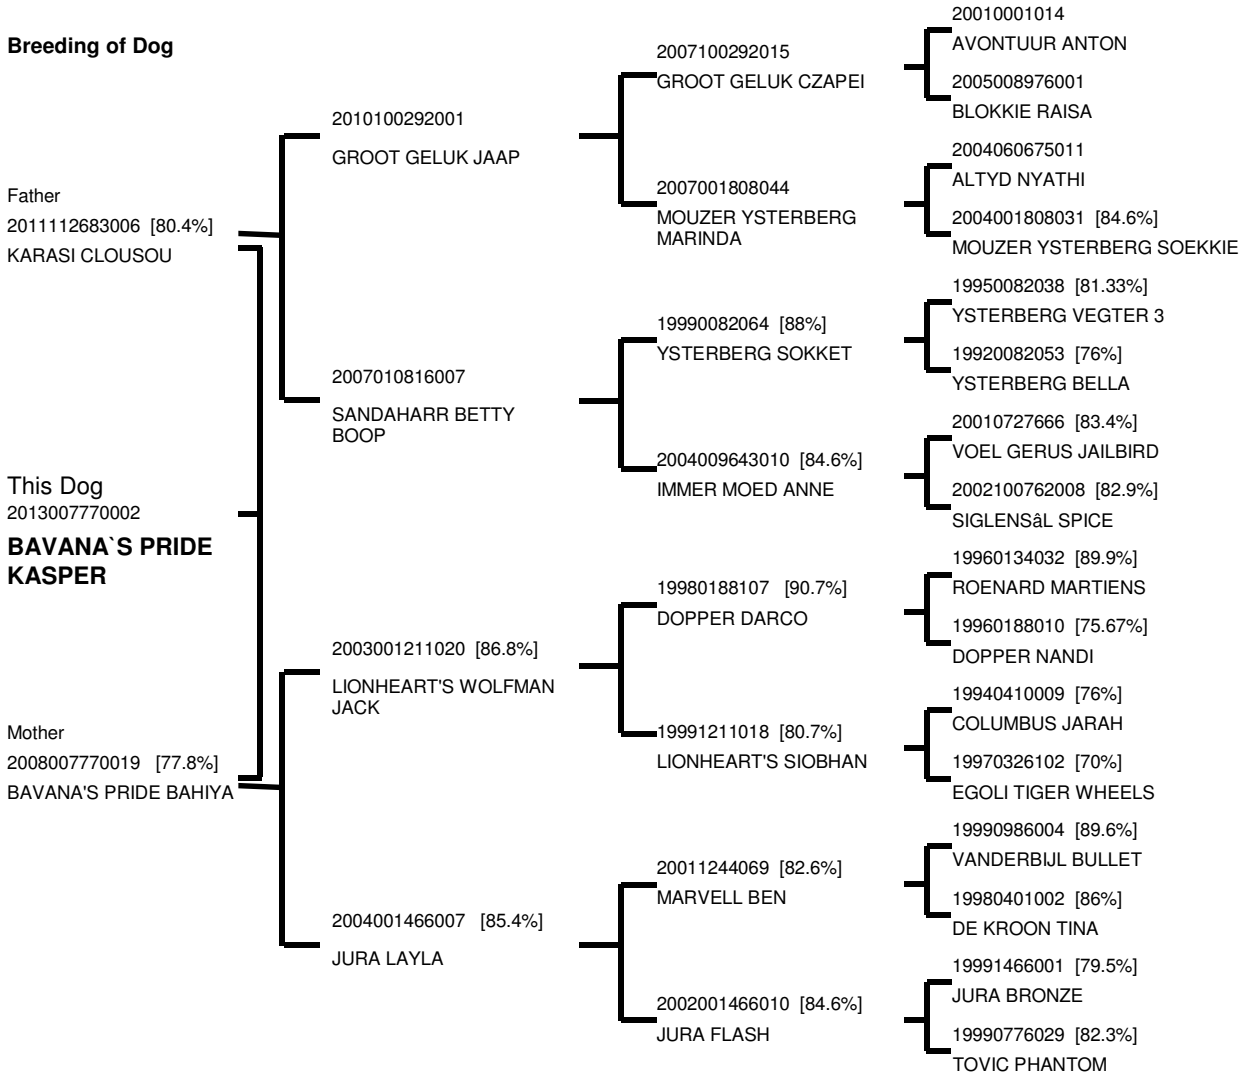 Breeding of Dog
Father
2011112683006 [80.4%]
KARASI CLOUSOU
This Dog
2013007770002
BAVANA`S PRIDE
KASPER
Mother
2008007770019 [77.8%]
BAVANA'S PRIDE BAHIYA
2010100292001
GROOT GELUK JAAP
2007010816007
SANDAHARR BETTY
BOOP
2003001211020 [86.8%]
LIONHEART'S WOLFMAN
JACK
2004001466007 [85.4%]
JURA LAYLA
2007100292015
GROOT GELUK CZAPEI
2007001808044
MOUZER YSTERBERG
MARINDA
19990082064 [88%]
YSTERBERG SOKKET
2004009643010 [84.6%]
IMMER MOED ANNE
19980188107 [90.7%]
DOPPER DARCO
19991211018 [80.7%]
LIONHEART'S SIOBHAN
20011244069 [82.6%]
MARVELL BEN
2002001466010 [84.6%]
JURA FLASH
20010001014
AVONTUUR ANTON
2005008976001
BLOKKIE RAISA
2004060675011
ALTYD NYATHI
2004001808031 [84.6%]
MOUZER YSTERBERG SOEKKIE
19950082038 [81.33%]
YSTERBERG VEGTER 3
19920082053 [76%]
YSTERBERG BELLA
20010727666 [83.4%]
VOEL GERUS JAILBIRD
2002100762008 [82.9%]
SIGLENSâL SPICE
19960134032 [89.9%]
ROENARD MARTIENS
19960188010 [75.67%]
DOPPER NANDI
19940410009 [76%]
COLUMBUS JARAH
19970326102 [70%]
EGOLI TIGER WHEELS
19990986004 [89.6%]
VANDERBIJL BULLET
19980401002 [86%]
DE KROON TINA
19991466001 [79.5%]
JURA BRONZE
19990776029 [82.3%]
TOVIC PHANTOM